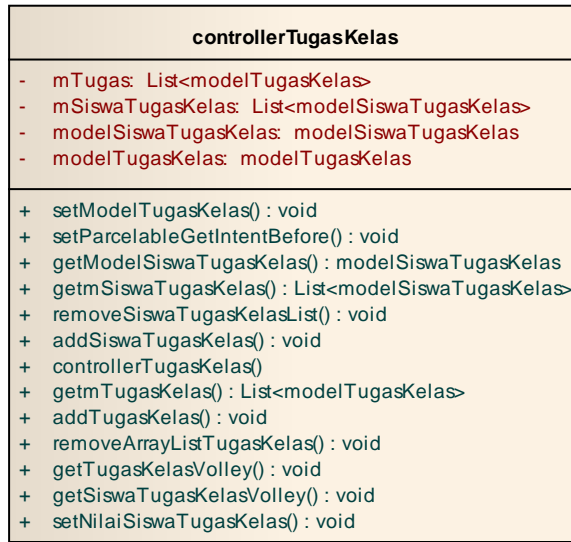 controllerTugasKelas
- mTugas: List<modelTugasKelas>
- mSiswaTugasKelas: List<modelSiswaTugasKelas>
- modelSiswaTugasKelas: modelSiswaTugasKelas
- modelTugasKelas: modelTugasKelas
+ setModelTugasKelas() : void
+ setParcelableGetIntentBefore() : void
+ getModelSiswaTugasKelas() : modelSiswaTugasKelas
+ getmSiswaTugasKelas() : List<modelSiswaTugasKelas>
+ removeSiswaTugasKelasList() : void
+ addSiswaTugasKelas() : void
+ controllerTugasKelas()
+ getmTugasKelas() : List<modelTugasKelas>
+ addTugasKelas() : void
+ removeArrayListTugasKelas() : void
+ getTugasKelasVolley() : void
+ getSiswaTugasKelasVolley() : void
+ setNilaiSiswaTugasKelas() : void